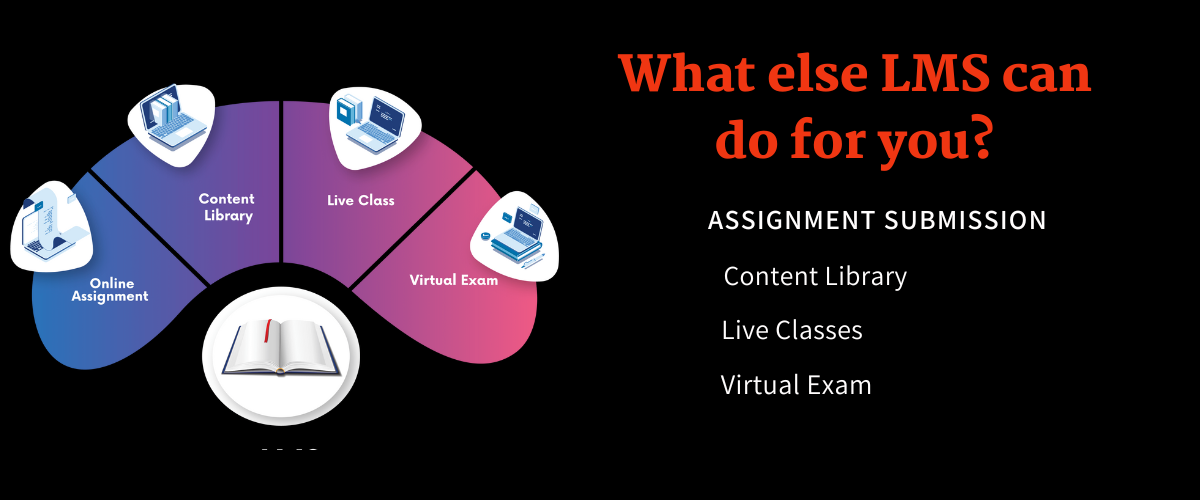 Content
Library
Live Class
Online
Assignment
Virtual Exam
What else LMS can
do for you?
ASSIGNMENT SUBMISSION
Content Library
Live Classes
Virtual Exam